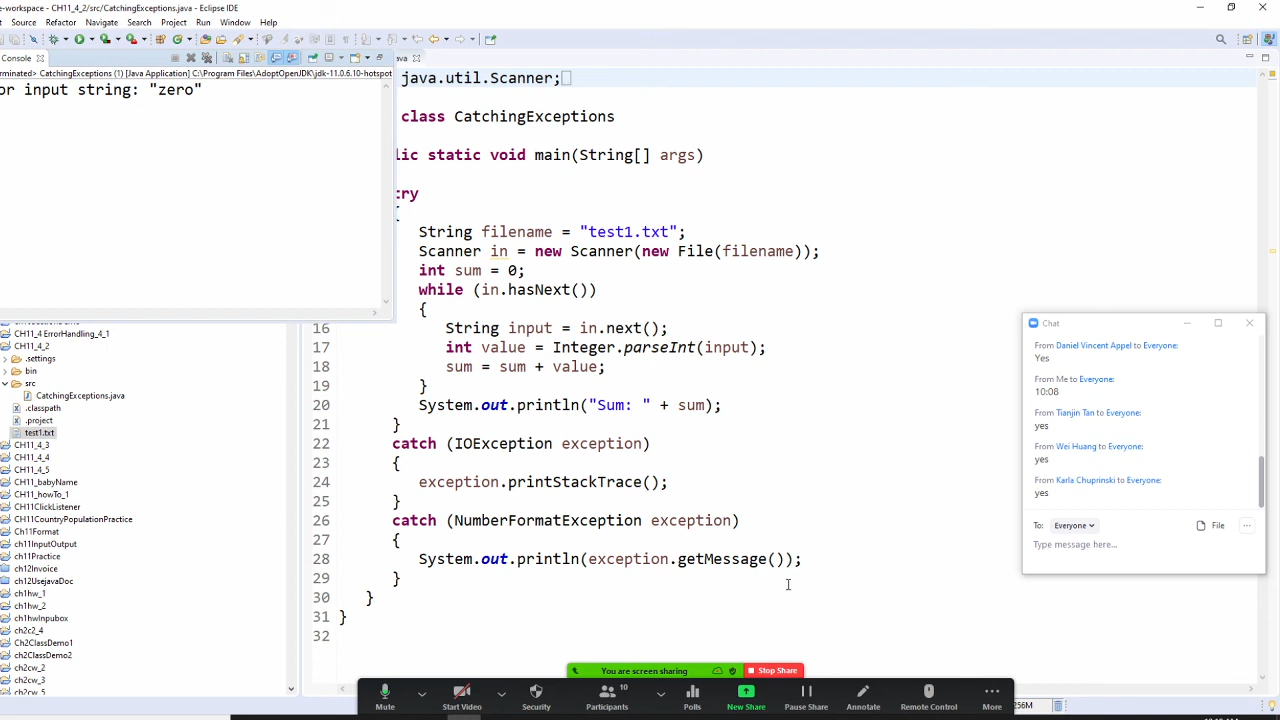 e-workspace - CH11_4_2/src/CatchingExceptions.java - Eclipse IDE
Source Refactor Navigate Search Project Run Window Help
Console
erminated> CatchingExceptions (1) [Java Application] C:\Program Files\AdoptOpenJDK\jdk-11.0.6.10-hotspot
or input string: "zero"
ava
java.util.Scanner;
class CatchingExceptions
lic static void main(String[] args)
try
{
String filename = "test1.txt";
Scanner in = new Scanner(new File(filename));
int sum = 0;
while (in.hasNext())
{
16 String input = in.next();
17 int value = Integer.parseInt(input);
18 sum = sum + value;
19 }
20 System.out.println("Sum: " + sum);
21 }
22 catch (IOException exception)
23 {
24 exception.printStackTrace();
25 }
26 catch (NumberFormatException exception)
27 {
28 System.out.println(exception.getMessage());
29 }
30 }
31 }
32
CH11_4 ErrorHandling_4_1
CH11_4_2
.settings
bin
src
CatchingExceptions.java
.classpath
.project
test1.txt
CH11_4_3
CH11_4_4
CH11_4_5
CH11_babyName
CH11_howTo_1
CH11ClickListener
CH11CountryPopulationPractice
Ch11Format
ch11InputOutput
ch11Practice
ch12Invoice
ch12UsejavaDoc
ch1hw_1
ch1hw_2
ch1hwInpubox
ch2c2_4
Ch2ClassDemo1
ch2ClassDemo2
ch2cw_2
ch2cw_3
ch2cw_4
ch2cw_5
Chat
From Daniel Vincent Appel to Everyone:
Yes
From Me to Everyone:
10:08
From Tianjin Tan to Everyone:
yes
From Wei Huang to Everyone:
yes
From Karla Chuprinski to Everyone:
yes
To: Everyone File
Type message here...
You are screen sharing Stop Share
Mute Start Video Security Participants 10 Polls New Share Pause Share Annotate Remote Control More
256M